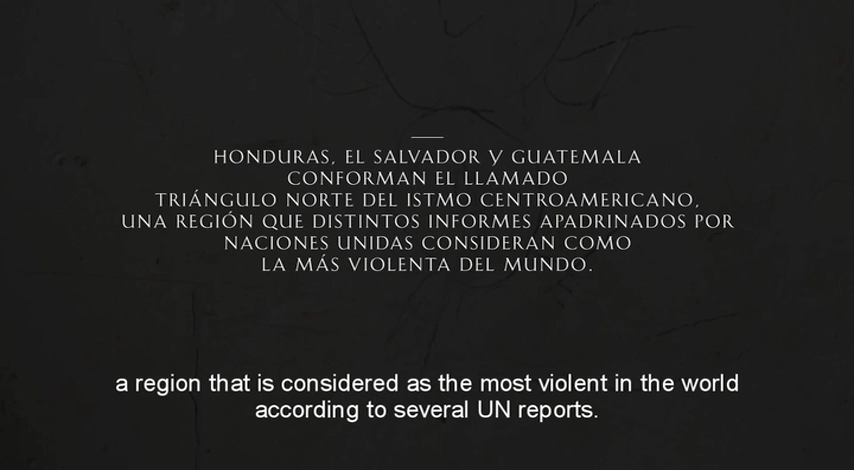 HONDURAS, EL SALVADOR Y GUATEMALA
CONFORMAN EL LLAMADO
TRIÁNGULO NORTE DEL ISTMO CENTROAMERICANO,
UNA REGIÓN QUE DISTINTOS INFORMES APADRINADOS POR
NACIONES UNIDAS CONSIDERAN COMO
LA MÁS VIOLENTA DEL MUNDO.
a region that is considered as the most violent in the world
according to several UN reports.